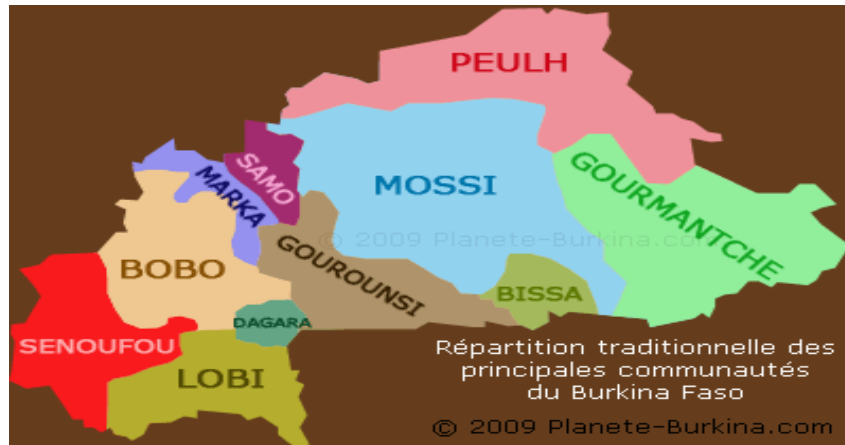 PEULH
MOSSI
SAMO
MARKA
GOURMANTCHE
© 2009 Planete-Burkina.com
BOBO
GOUROUNSI
BISSA
DAGARA
SENOUFOU
LOBI
Répartition traditionnelle des
principales communautés
du Burkina Faso
© 2009 Planete-Burkina.com